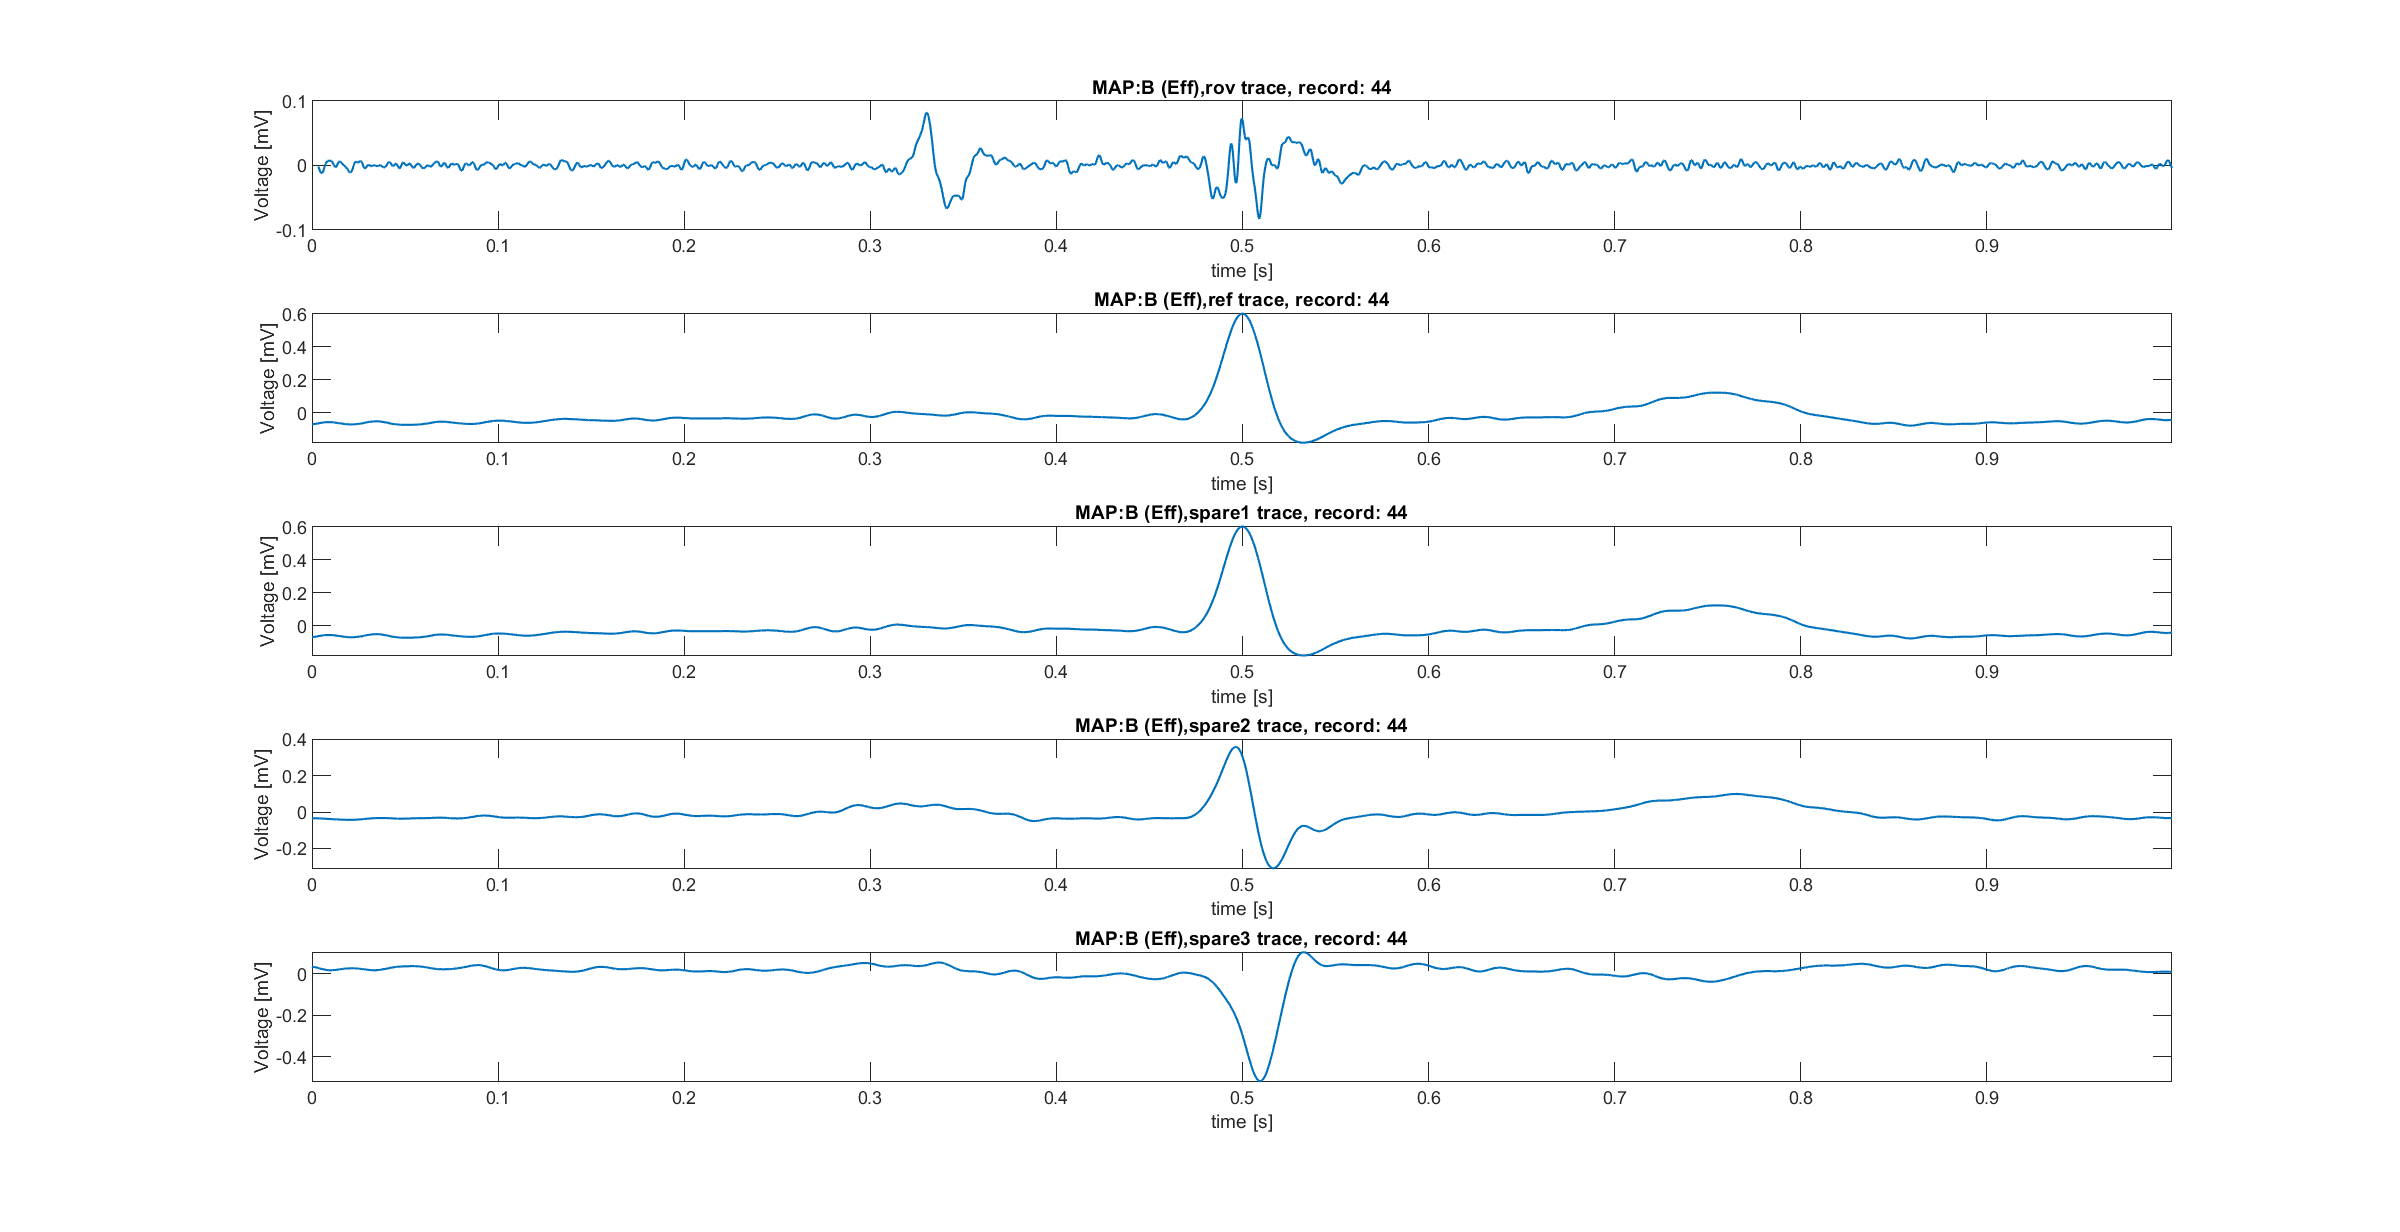 MAP:B (Eff),rov trace, record: 44
Voltage [mV]
0.1
0
-0.1
0 0.1 0.2 0.3 0.4 0.5 0.6 0.7 0.8 0.9
time [s]
MAP:B (Eff),ref trace, record: 44
Voltage [mV]
0.6
0.4
0.2
0
0 0.1 0.2 0.3 0.4 0.5 0.6 0.7 0.8 0.9
time [s]
MAP:B (Eff),spare1 trace, record: 44
Voltage [mV]
0.6
0.4
0.2
0
0 0.1 0.2 0.3 0.4 0.5 0.6 0.7 0.8 0.9
time [s]
MAP:B (Eff),spare2 trace, record: 44
Voltage [mV]
0.4
0.2
0
-0.2
0 0.1 0.2 0.3 0.4 0.5 0.6 0.7 0.8 0.9
time [s]
MAP:B (Eff),spare3 trace, record: 44
Voltage [mV]
0
-0.2
-0.4
0 0.1 0.2 0.3 0.4 0.5 0.6 0.7 0.8 0.9
time [s]